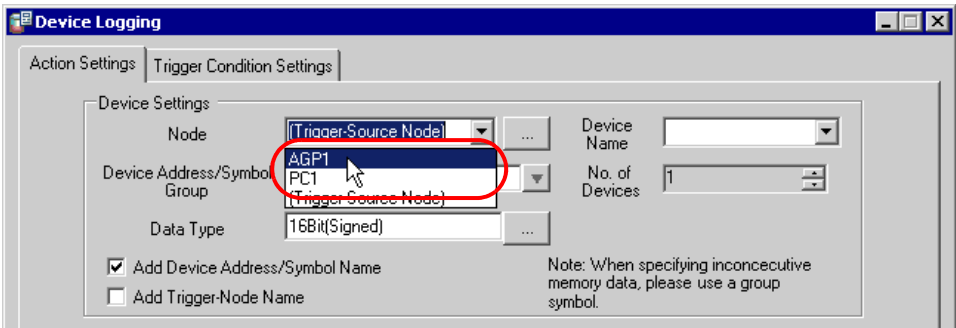 Device Logging
Action Settings
Trigger Condition Settings
Device Settings
Node
(Trigger-Source Node)
...
Device
Name
AGP1
PC1
(Trigger-Source Node)
Device Address/Symbol
Group
No. of
Devices
1
Data Type
16Bit(Signed)
...
Add Device Address/Symbol Name
Add Trigger-Node Name
Note: When specifying inconcecutive
memory data, please use a group
symbol.